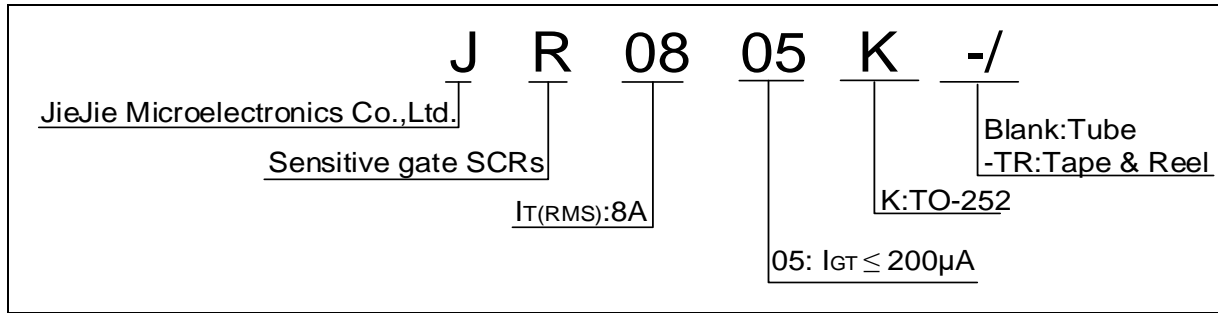 J R 08 05 K -/
JieJie Microelectronics Co.,Ltd.
Sensitive gate SCRs
IT(RMS):8A
05: IGT ≤ 200μA
K:TO-252
Blank:Tube
-TR:Tape & Reel